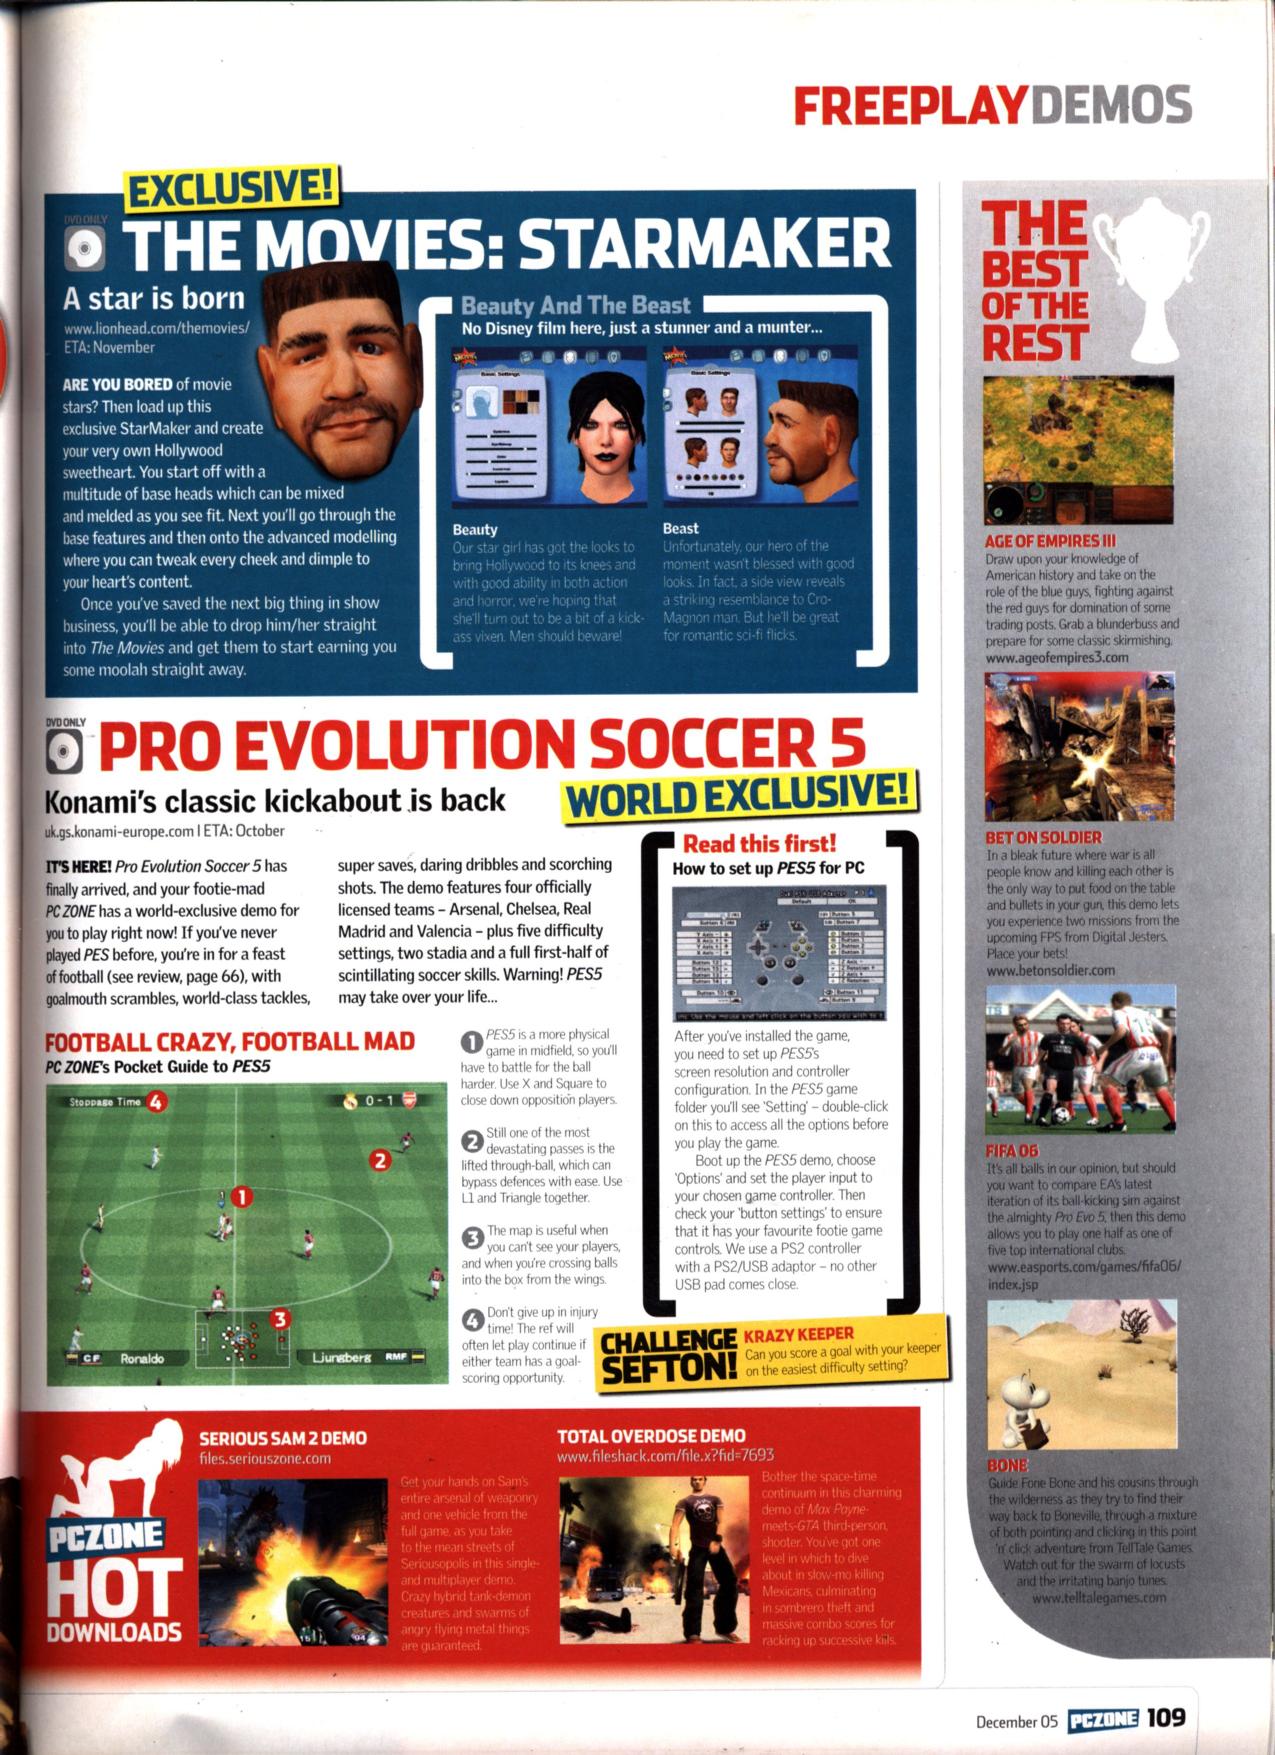 FREEPLAYDEMOS
EXCLUSIVE!
DVD ONLY
THE MOVIES: STARMAKER
A star is born
www.lionhead.com/themovies/
ETA: November
ARE YOU BORED of movie
stars? Then load up this
exclusive StarMaker and create
your very own Hollywood
sweetheart. You start off with a
multitude of base heads which can be mixed
and melded as you see fit. Next you'll go through the
base features and then onto the advanced modelling
where you can tweak every cheek and dimple to
your heart's content.
Once you've saved the next big thing in show
business, you'll be able to drop him/her straight
into The Movies and get them to start earning you
some moolah straight away.
Beauty And The Beast
No Disney film here, just a stunner and a munter...
Basic Settings
Basic Settings
Beauty
Our star girl has got the looks to
bring Hollywood to its knees and
with good ability in both action
and horror, we're hoping that
she'll turn out to be a bit of a kick-
ass vixen. Men should beware!
Beast
Unfortunately, our hero of the
moment wasn't blessed with good
looks. In fact, a side view reveals
a striking resemblance to Cro-
Magnon man. But he'll be great
for romantic sci-fi flicks.
DVD ONLY
PRO EVOLUTION SOCCER 5
WORLD EXCLUSIVE!
Konami's classic kickabout is back
uk.gs.konami-europe.com | ETA: October
IT'S HERE! Pro Evolution Soccer 5 has
finally arrived, and your footie-mad
PC ZONE has a world-exclusive demo for
you to play right now! If you've never
played PES before, you're in for a feast
of football (see review, page 66), with
goalmouth scrambles, world-class tackles,
super saves, daring dribbles and scorching
shots. The demo features four officially
licensed teams – Arsenal, Chelsea, Real
Madrid and Valencia – plus five difficulty
settings, two stadia and a full first-half of
scintillating soccer skills. Warning! PES5
may take over your life...
FOOTBALL CRAZY, FOOTBALL MAD
PC ZONE's Pocket Guide to PES5
Stoppage Time 4
0 - 1
2
1
3
CF Ronaldo
Ljungberg RMF
1 PES5 is a more physical
game in midfield, so you'll
have to battle for the ball
harder. Use X and Square to
close down opposition players.
2 Still one of the most
devastating passes is the
lifted through-ball, which can
bypass defences with ease. Use
L1 and Triangle together.
3 The map is useful when
you can't see your players,
and when you're crossing balls
into the box from the wings.
4 Don't give up in injury
time! The ref will
often let play continue if
either team has a goal-
scoring opportunity.
Read this first!
How to set up PES5 for PC
Default OK
After you've installed the game,
you need to set up PES5's
screen resolution and controller
configuration. In the PES5 game
folder you'll see 'Setting' – double-click
on this to access all the options before
you play the game.
Boot up the PES5 demo, choose
'Options' and set the player input to
your chosen game controller. Then
check your 'button settings' to ensure
that it has your favourite footie game
controls. We use a PS2 controller
with a PS2/USB adaptor – no other
USB pad comes close.
CHALLENGE
SEFTON!
KRAZY KEEPER
Can you score a goal with your keeper
on the easiest difficulty setting?
PCZONE
HOT
DOWNLOADS
SERIOUS SAM 2 DEMO
files.seriouszone.com
Get your hands on Sam's
entire arsenal of weaponry
and one vehicle from the
full game, as you take
to the mean streets of
Seriousopolis in this single-
and multiplayer demo.
Crazy hybrid tank-demon
creatures and swarms of
angry flying metal things
are guaranteed.
TOTAL OVERDOSE DEMO
www.fileshack.com/file.x?fid=7693
Bother the space-time
continuum in this charming
demo of Max Payne-
meets-GTA third-person,
shooter. You've got one
level in which to dive
about in slow-mo killing
Mexicans, culminating
in sombrero theft and
massive combo scores for
racking up successive kills.
THE
BEST
OF THE
REST
AGE OF EMPIRES III
Draw upon your knowledge of
American history and take on the
role of the blue guys, fighting against
the red guys for domination of some
trading posts. Grab a blunderbuss and
prepare for some classic skirmishing.
www.ageofempires3.com
BET ON SOLDIER
In a bleak future where war is all
people know and killing each other is
the only way to put food on the table
and bullets in your gun, this demo lets
you experience two missions from the
upcoming FPS from Digital Jesters.
Place your bets!
www.betonsoldier.com
FIFA 06
It's all balls in our opinion, but should
you want to compare EA's latest
iteration of its ball-kicking sim against
the almighty Pro Evo 5, then this demo
allows you to play one half as one of
five top international clubs.
www.easports.com/games/fifa06/
index.jsp
BONE
Guide Fone Bone and his cousins through
the wilderness as they try to find their
way back to Boneville, through a mixture
of both pointing and clicking in this point
'n' click adventure from TellTale Games.
Watch out for the swarm of locusts
and the irritating banjo tunes.
www.telltalegames.com
December 05 PCZONE 109